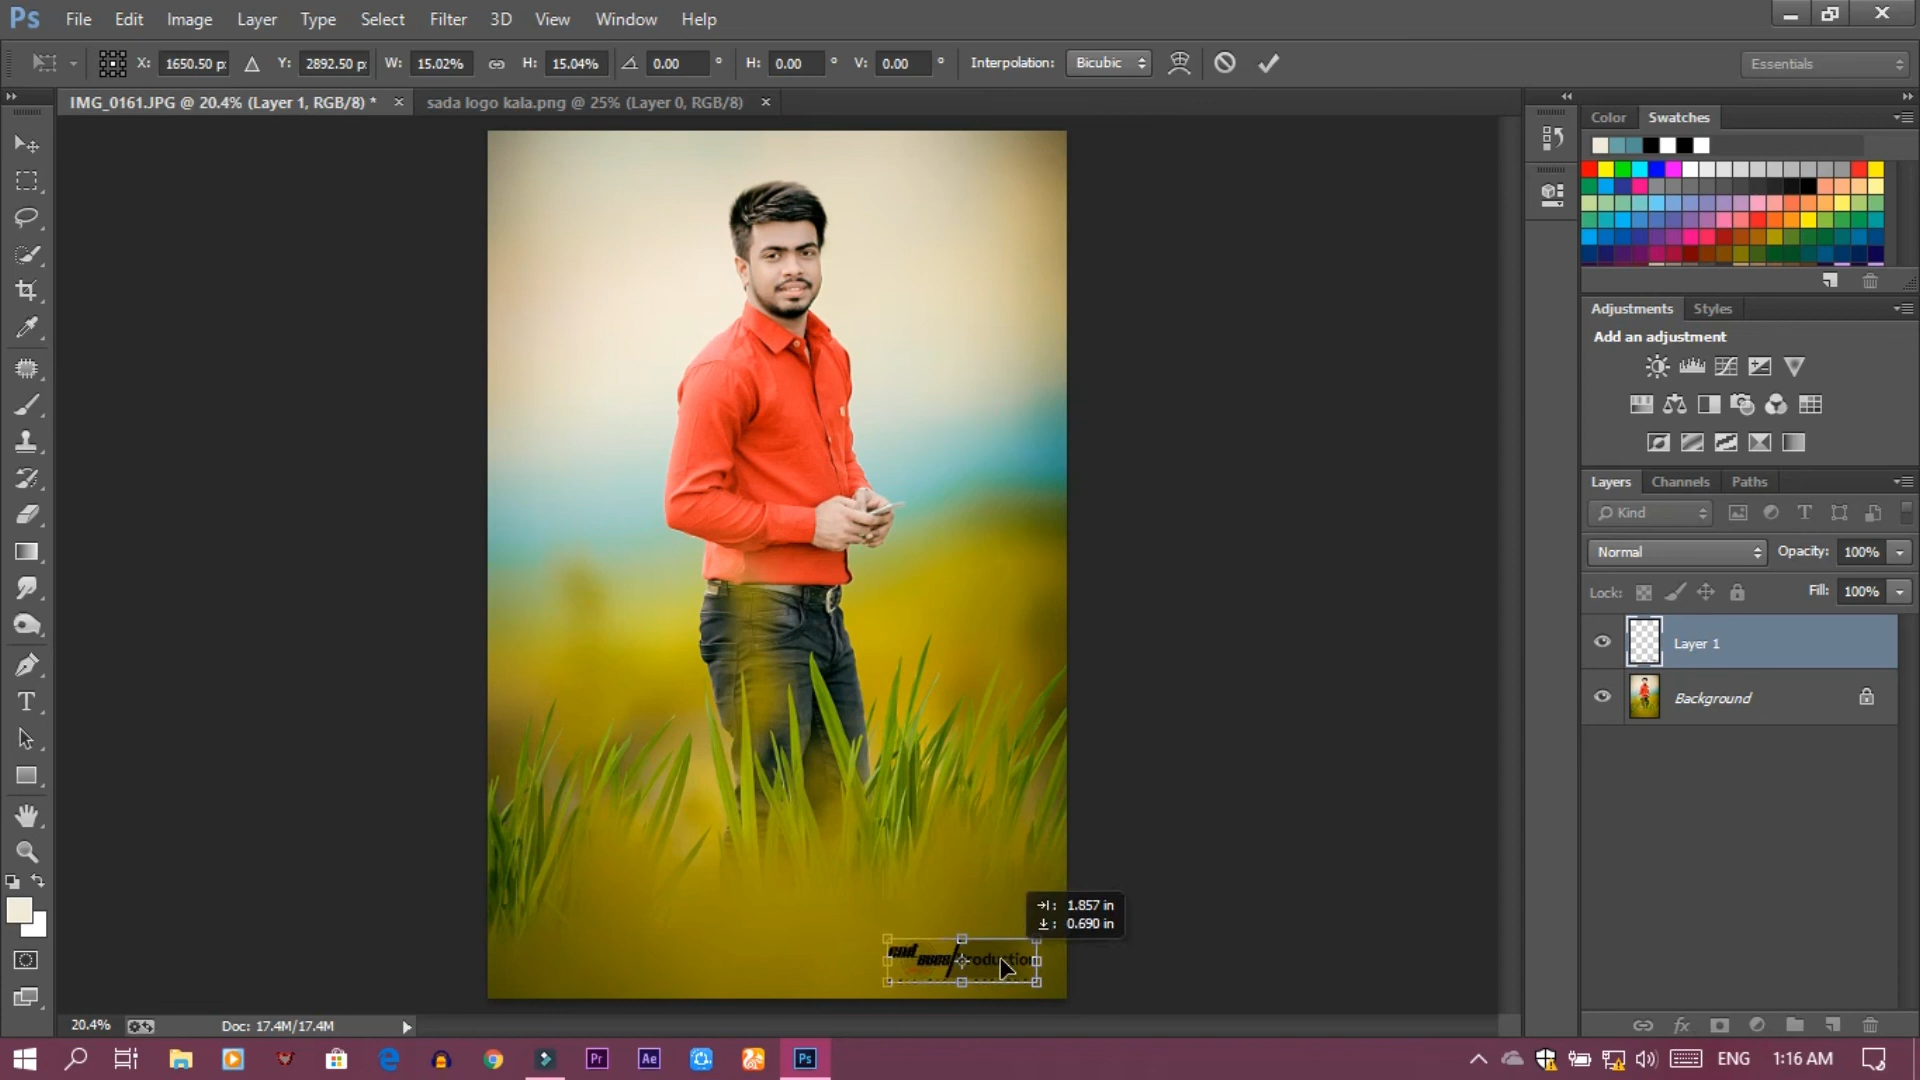 Ps File Edit Image Layer Type Select Filter 3D View Window Help
X: 1650.50 p Y: 2892.50 p W: 15.02% H: 15.04% 0.00 ° H: 0.00 ° V: 0.00 ° Interpolation: Bicubic Essentials
IMG_0161.JPG @ 20.4% (Layer 1, RGB/8) * × sada logo kala.png @ 25% (Layer 0, RGB/8) ×
Color Swatches
Adjustments Styles
Add an adjustment
Layers Channels Paths
Kind
Normal Opacity: 100%
Lock: Fill: 100%
Layer 1
Background
1.857 in
0.690 in
20.4% Doc: 17.4M/17.4M
Pr Ae Ps ENG 1:16 AM